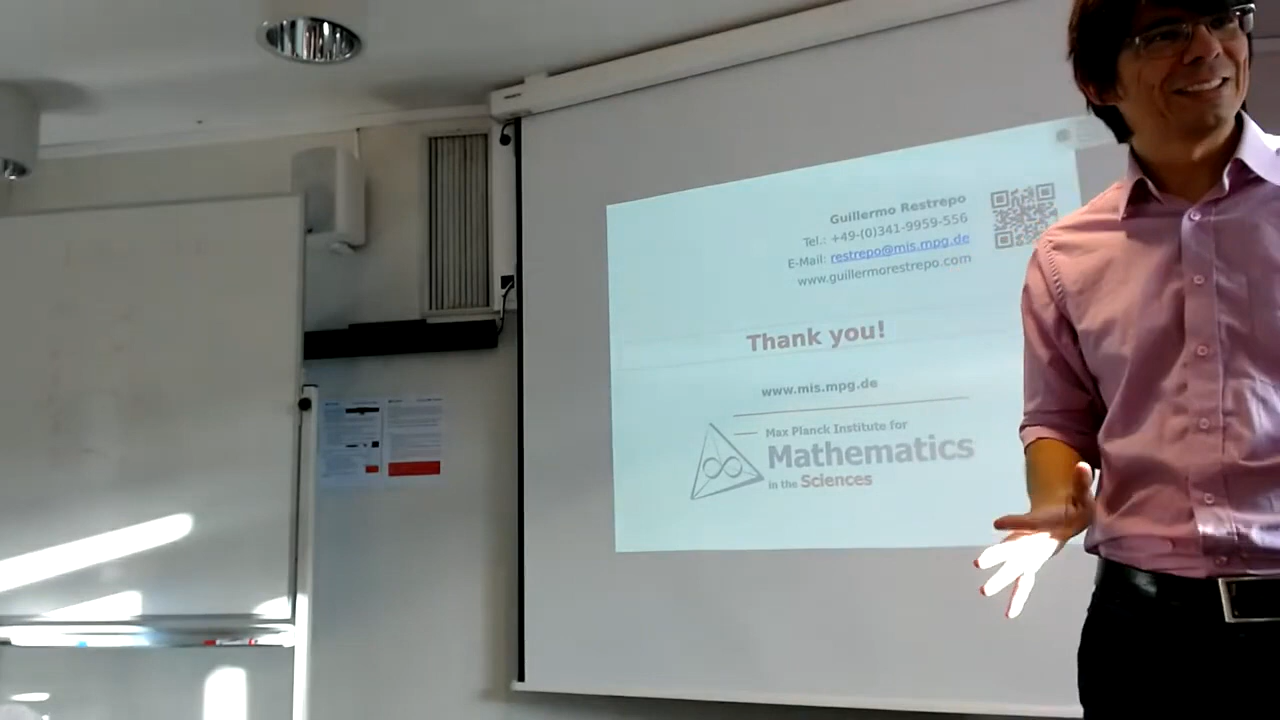 Guillermo Restrepo
Tel.: +49-(0)341-9959-556
E-Mail: restrepo@mis.mpg.de
www.guillermorestrepo.com
Thank you!
www.mis.mpg.de
Max Planck Institute for
Mathematics
in the Sciences